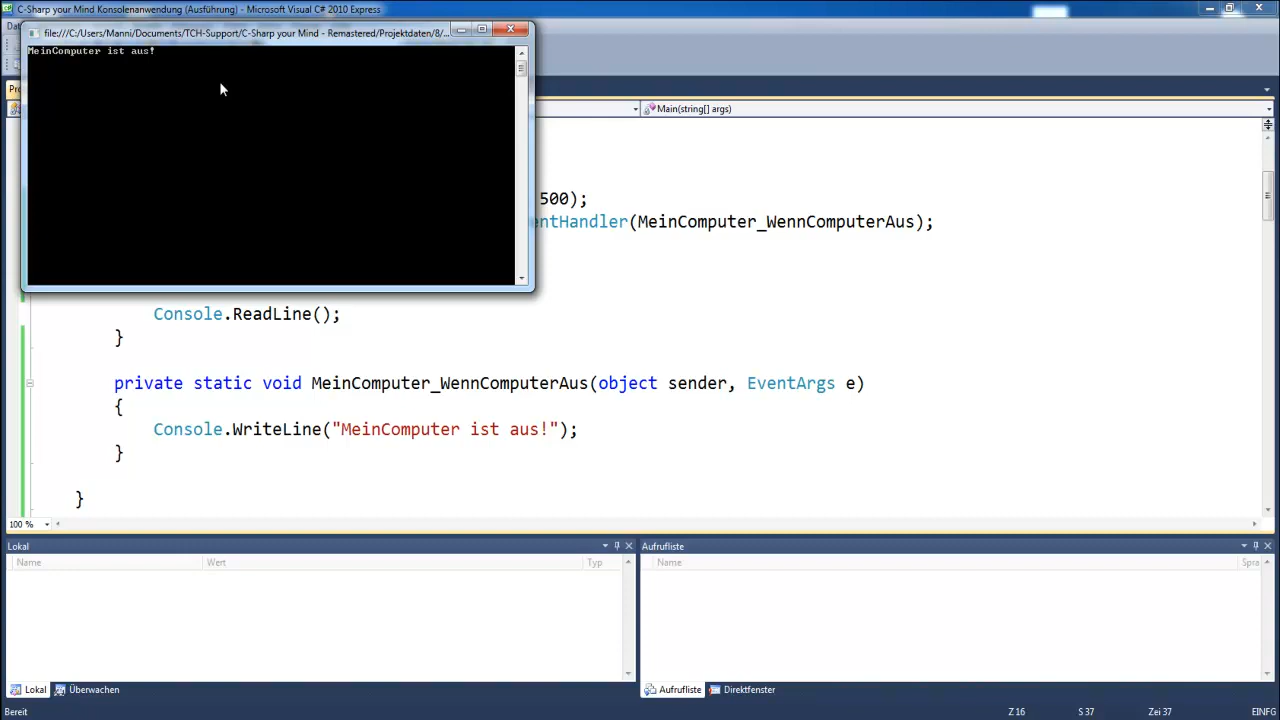 C-Sharp your Mind Konsolenanwendung (Ausführung) - Microsoft Visual C# 2010 Express
file:///C:/Users/Manni/Documents/TCH-Support/C-Sharp your Mind - Remastered/Projektdaten/8/...
MeinComputer ist aus!
Main(string[] args)
500);
ntHandler(MeinComputer_WennComputerAus);
Console.ReadLine();
}
private static void MeinComputer_WennComputerAus(object sender, EventArgs e)
{
Console.WriteLine("MeinComputer ist aus!");
}
}
100 %
Lokal
Name Wert Typ
Aufrufliste
Name Spra
Lokal Überwachen
Aufrufliste Direktfenster
Bereit Z 16 S 37 Zei 37 EINFG